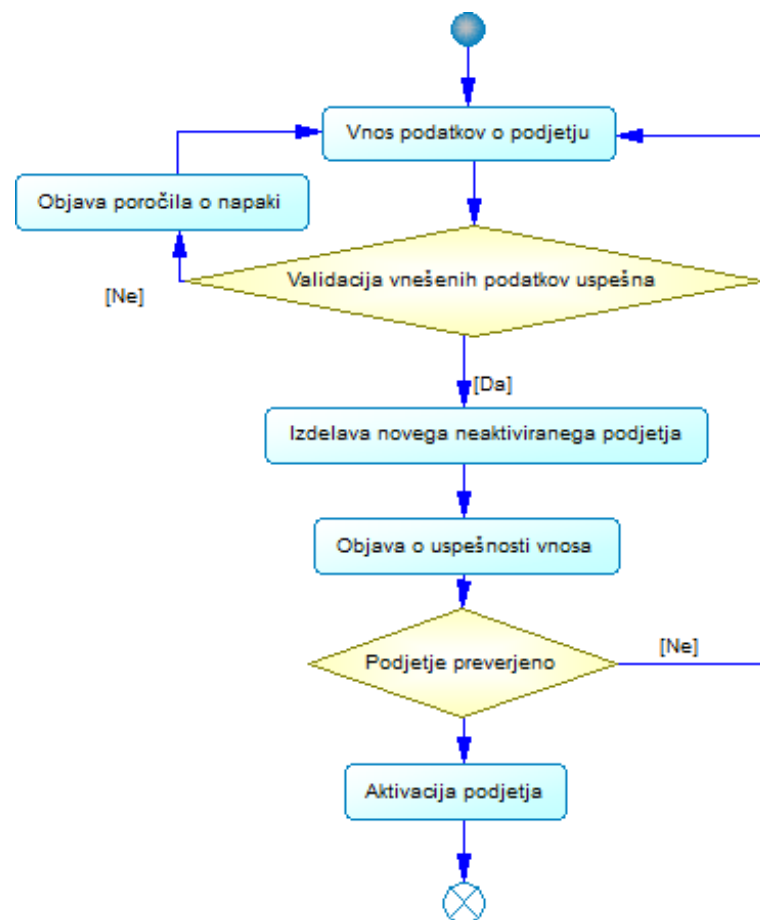 Vnos podatkov o podjetju
Objava poročila o napaki
Validacija vnešenih podatkov uspešna
[Ne]
[Da]
Izdelava novega neaktiviranega podjetja
Objava o uspešnosti vnosa
Podjetje preverjeno
[Ne]
Aktivacija podjetja